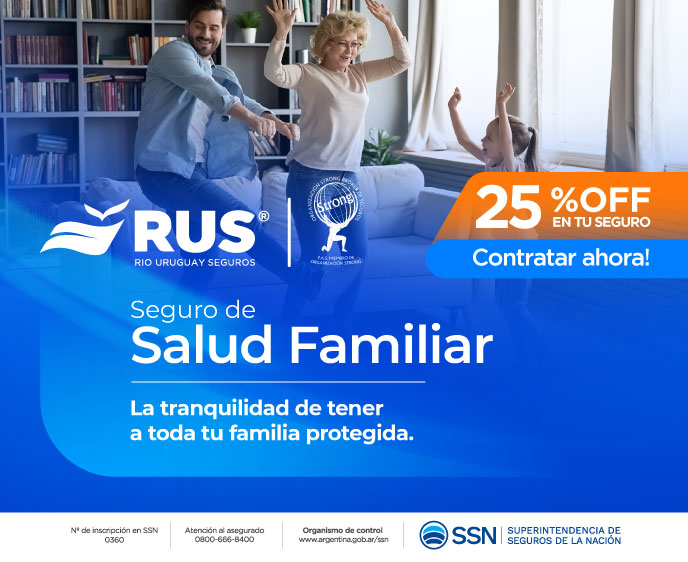 RUS®
RIO URUGUAY SEGUROS
Strong
P.A.S. MIEMBRO DE
ORGANIZACIÓN STRONG
25 %OFF
EN TU SEGURO
Contratar ahora!
Seguro de
Salud Familiar
La tranquilidad de tener
a toda tu familia protegida.
Nº de inscripción en SSN
0360
Atención al asegurado
0800-666-8400
Organismo de control
www.argentina.gob.ar/ssn
SSN
SUPERINTENDENCIA DE
SEGUROS DE LA NACIÓN